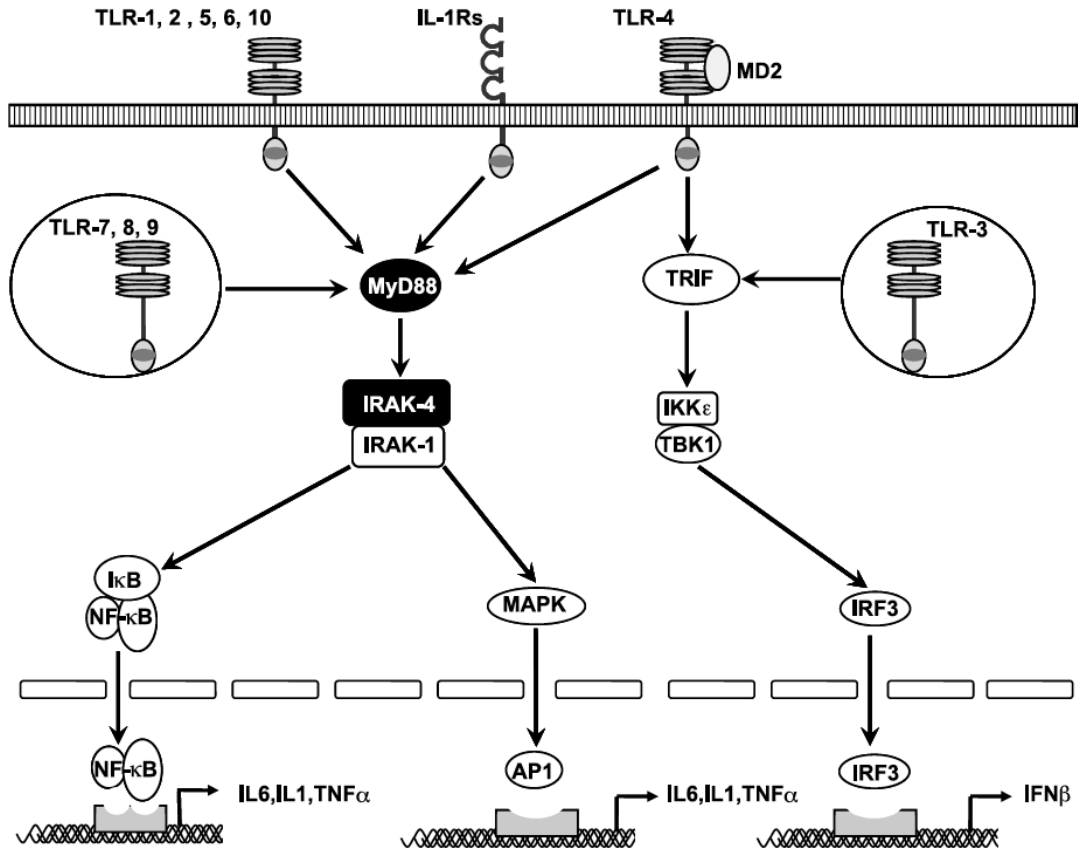 TLR-1, 2 , 5, 6, 10
IL-1Rs
TLR-4
MD2
TLR-7, 8, 9
TLR-3
MyD88
TRIF
IRAK-4
IKKε
IRAK-1
TBK1
IκB
NF-κB
MAPK
IRF3
NF-κB
AP1
IRF3
IL6,IL1,TNFα
IL6,IL1,TNFα
IFNβ